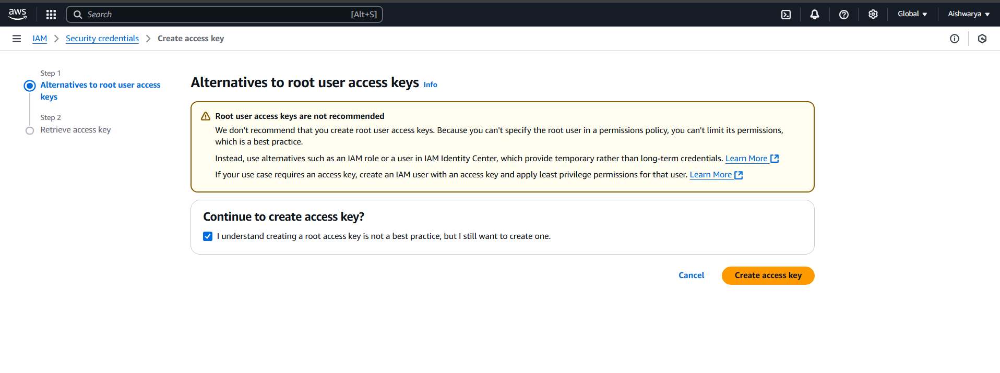 aws
Search [Alt+S]
Global
Aishwarya
IAM
Security credentials
Create access key
Step 1
Alternatives to root user access
keys
Step 2
Retrieve access key
Alternatives to root user access keys Info
Root user access keys are not recommended
We don't recommend that you create root user access keys. Because you can't specify the root user in a permissions policy, you can't limit its permissions,
which is a best practice.
Instead, use alternatives such as an IAM role or a user in IAM Identity Center, which provide temporary rather than long-term credentials. Learn More
If your use case requires an access key, create an IAM user with an access key and apply least privilege permissions for that user. Learn More
Continue to create access key?
I understand creating a root access key is not a best practice, but I still want to create one.
Cancel
Create access key